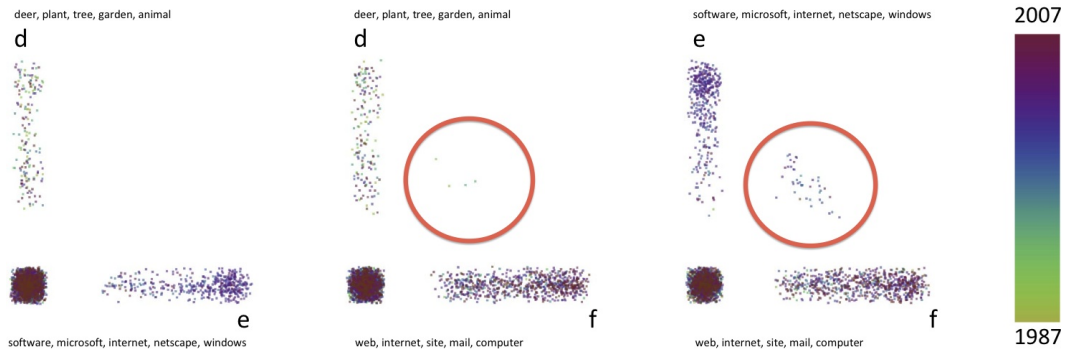 deer, plant, tree, garden, animal
d
e
software, microsoft, internet, netscape, windows
deer, plant, tree, garden, animal
d
f
web, internet, site, mail, computer
software, microsoft, internet, netscape, windows
e
f
web, internet, site, mail, computer
2007
1987